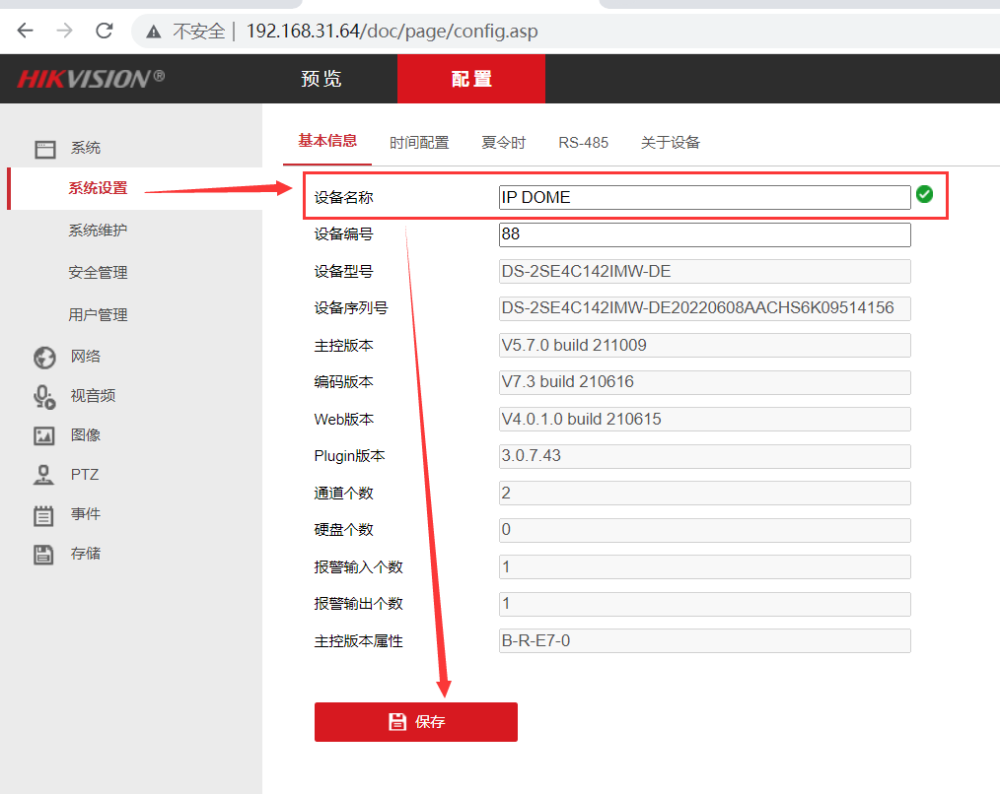 不安全 | 192.168.31.64/doc/page/config.asp
HIKVISION® 预览 配置
系统
系统设置
系统维护
安全管理
用户管理
网络
视音频
图像
PTZ
事件
存储
基本信息 时间配置 夏令时 RS-485 关于设备
设备名称 IP DOME
设备编号 88
设备型号 DS-2SE4C142IMW-DE
设备序列号 DS-2SE4C142IMW-DE20220608AACHS6K09514156
主控版本 V5.7.0 build 211009
编码版本 V7.3 build 210616
Web版本 V4.0.1.0 build 210615
Plugin版本 3.0.7.43
通道个数 2
硬盘个数 0
报警输入个数 1
报警输出个数 1
主控版本属性 B-R-E7-0
保存